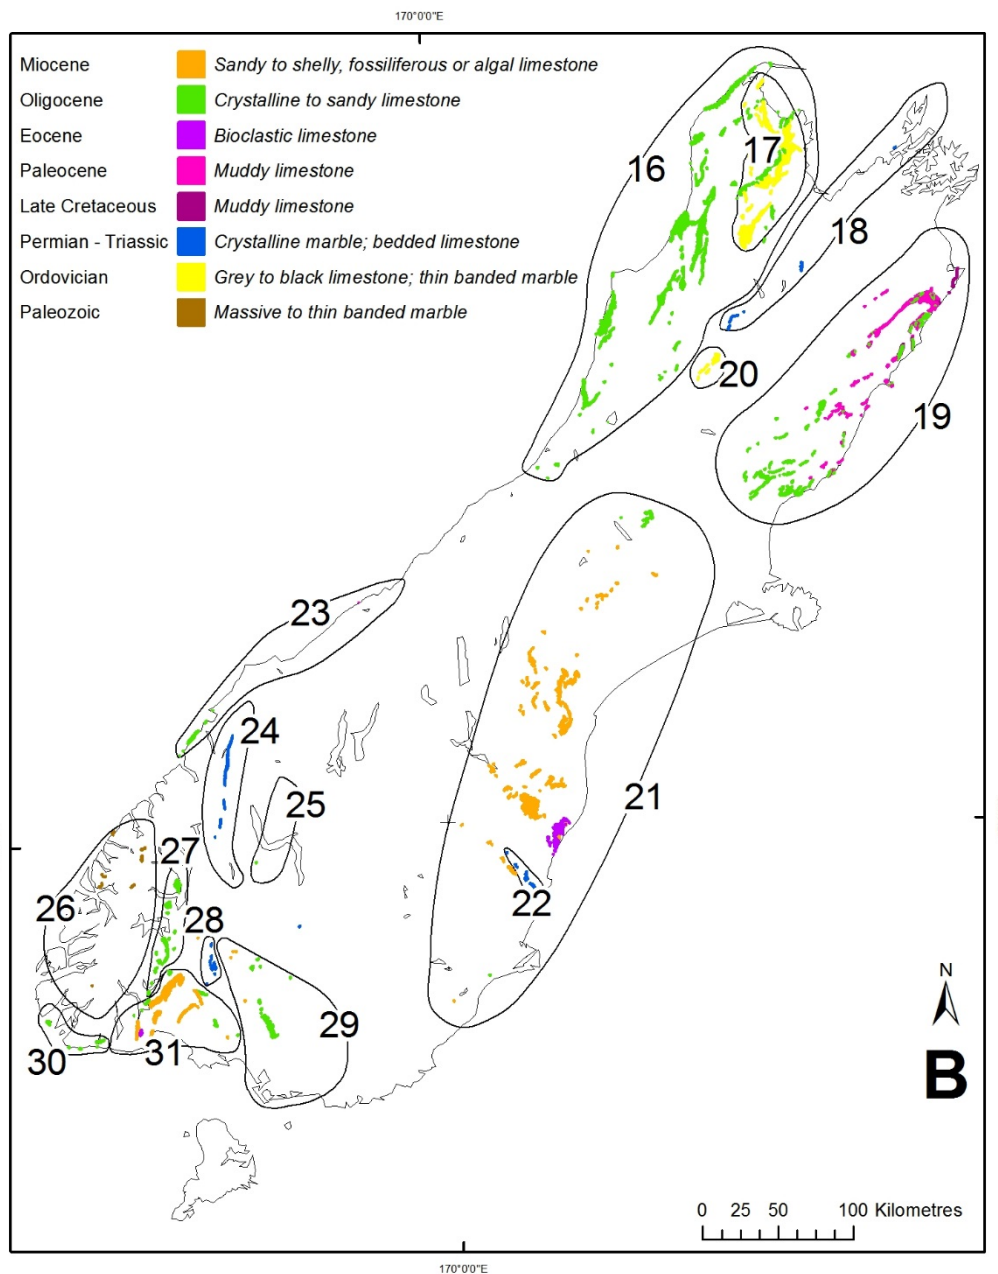 170°0'0"E
Miocene Sandy to shelly, fossiliferous or algal limestone
Oligocene Crystalline to sandy limestone
Eocene Bioclastic limestone
Paleocene Muddy limestone
Late Cretaceous Muddy limestone
Permian - Triassic Crystalline marble; bedded limestone
Ordovician Grey to black limestone; thin banded marble
Paleozoic Massive to thin banded marble
16
17
18
20
19
23
24
25
21
27
26
28
22
29
30
31
N
B
0 25 50 100 Kilometres
170°0'0"E